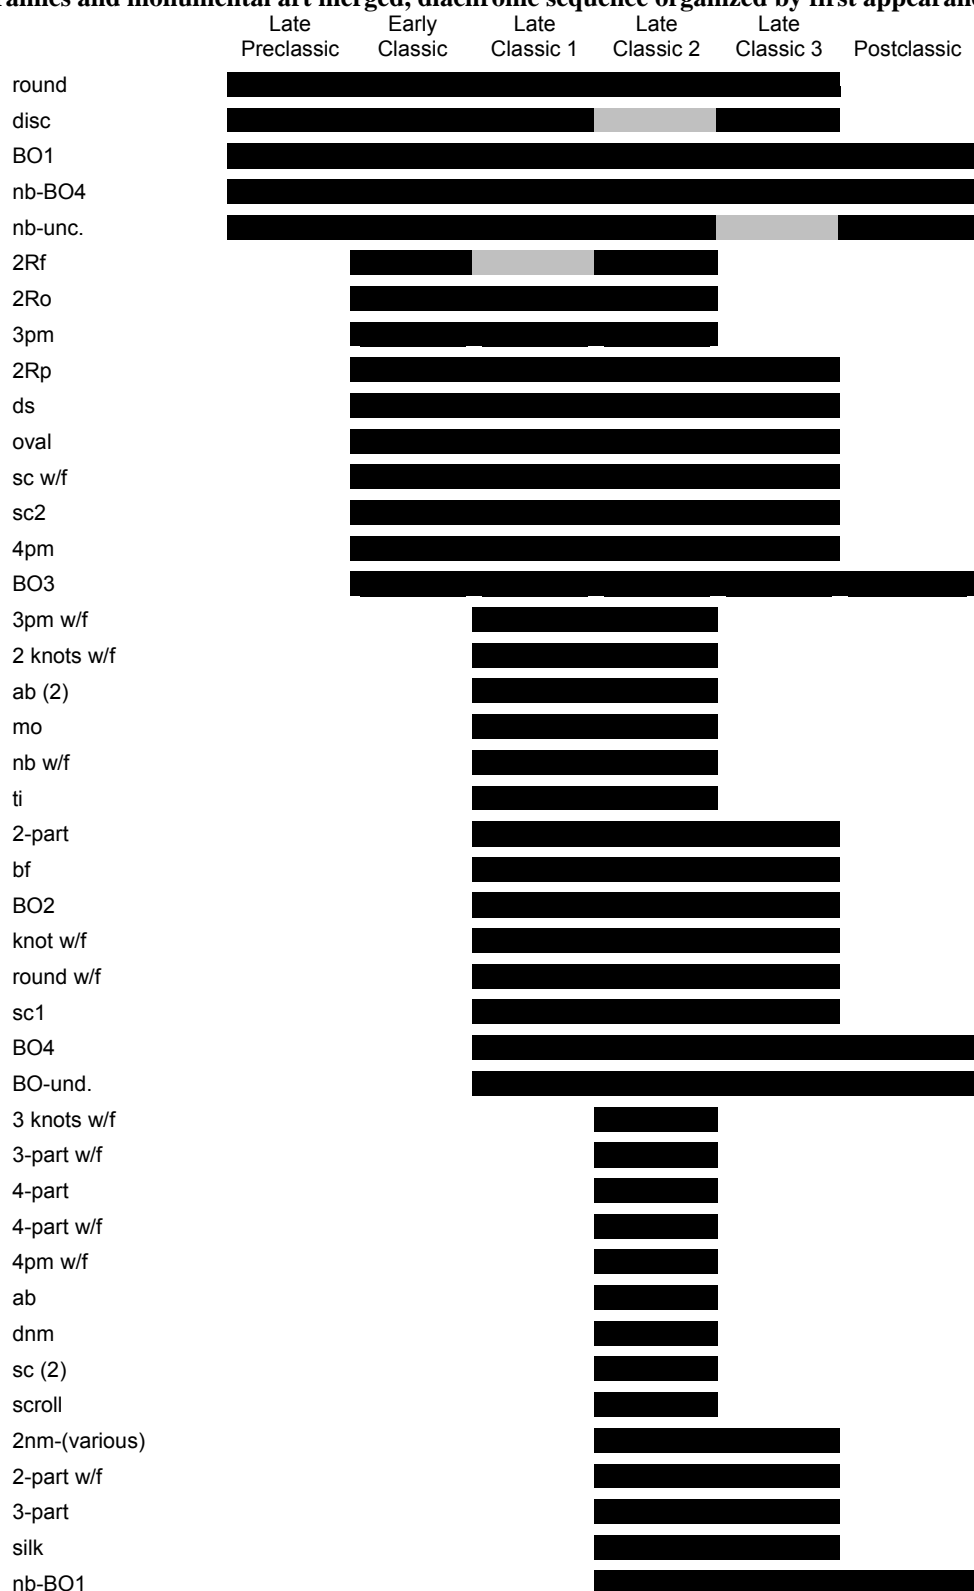 and monumental art merged, diachronic sequence organized by first
Late Early Late Late Late
Preclassic Classic Classic 1 Classic 2 Classic 3 Postclassic
round
disc
BO1
nb-BO4
nb-unc.
2Rf
2Ro
3pm
2Rp
ds
oval
sc w/f
sc2
4pm
BO3
3pm w/f
2 knots w/f
ab (2)
mo
nb w/f
ti
2-part
bf
BO2
knot w/f
round w/f
sc1
BO4
BO-und.
3 knots w/f
3-part w/f
4-part
4-part w/f
4pm w/f
ab
dnm
sc (2)
scroll
2nm-(various)
2-part w/f
3-part
silk
nb-BO1